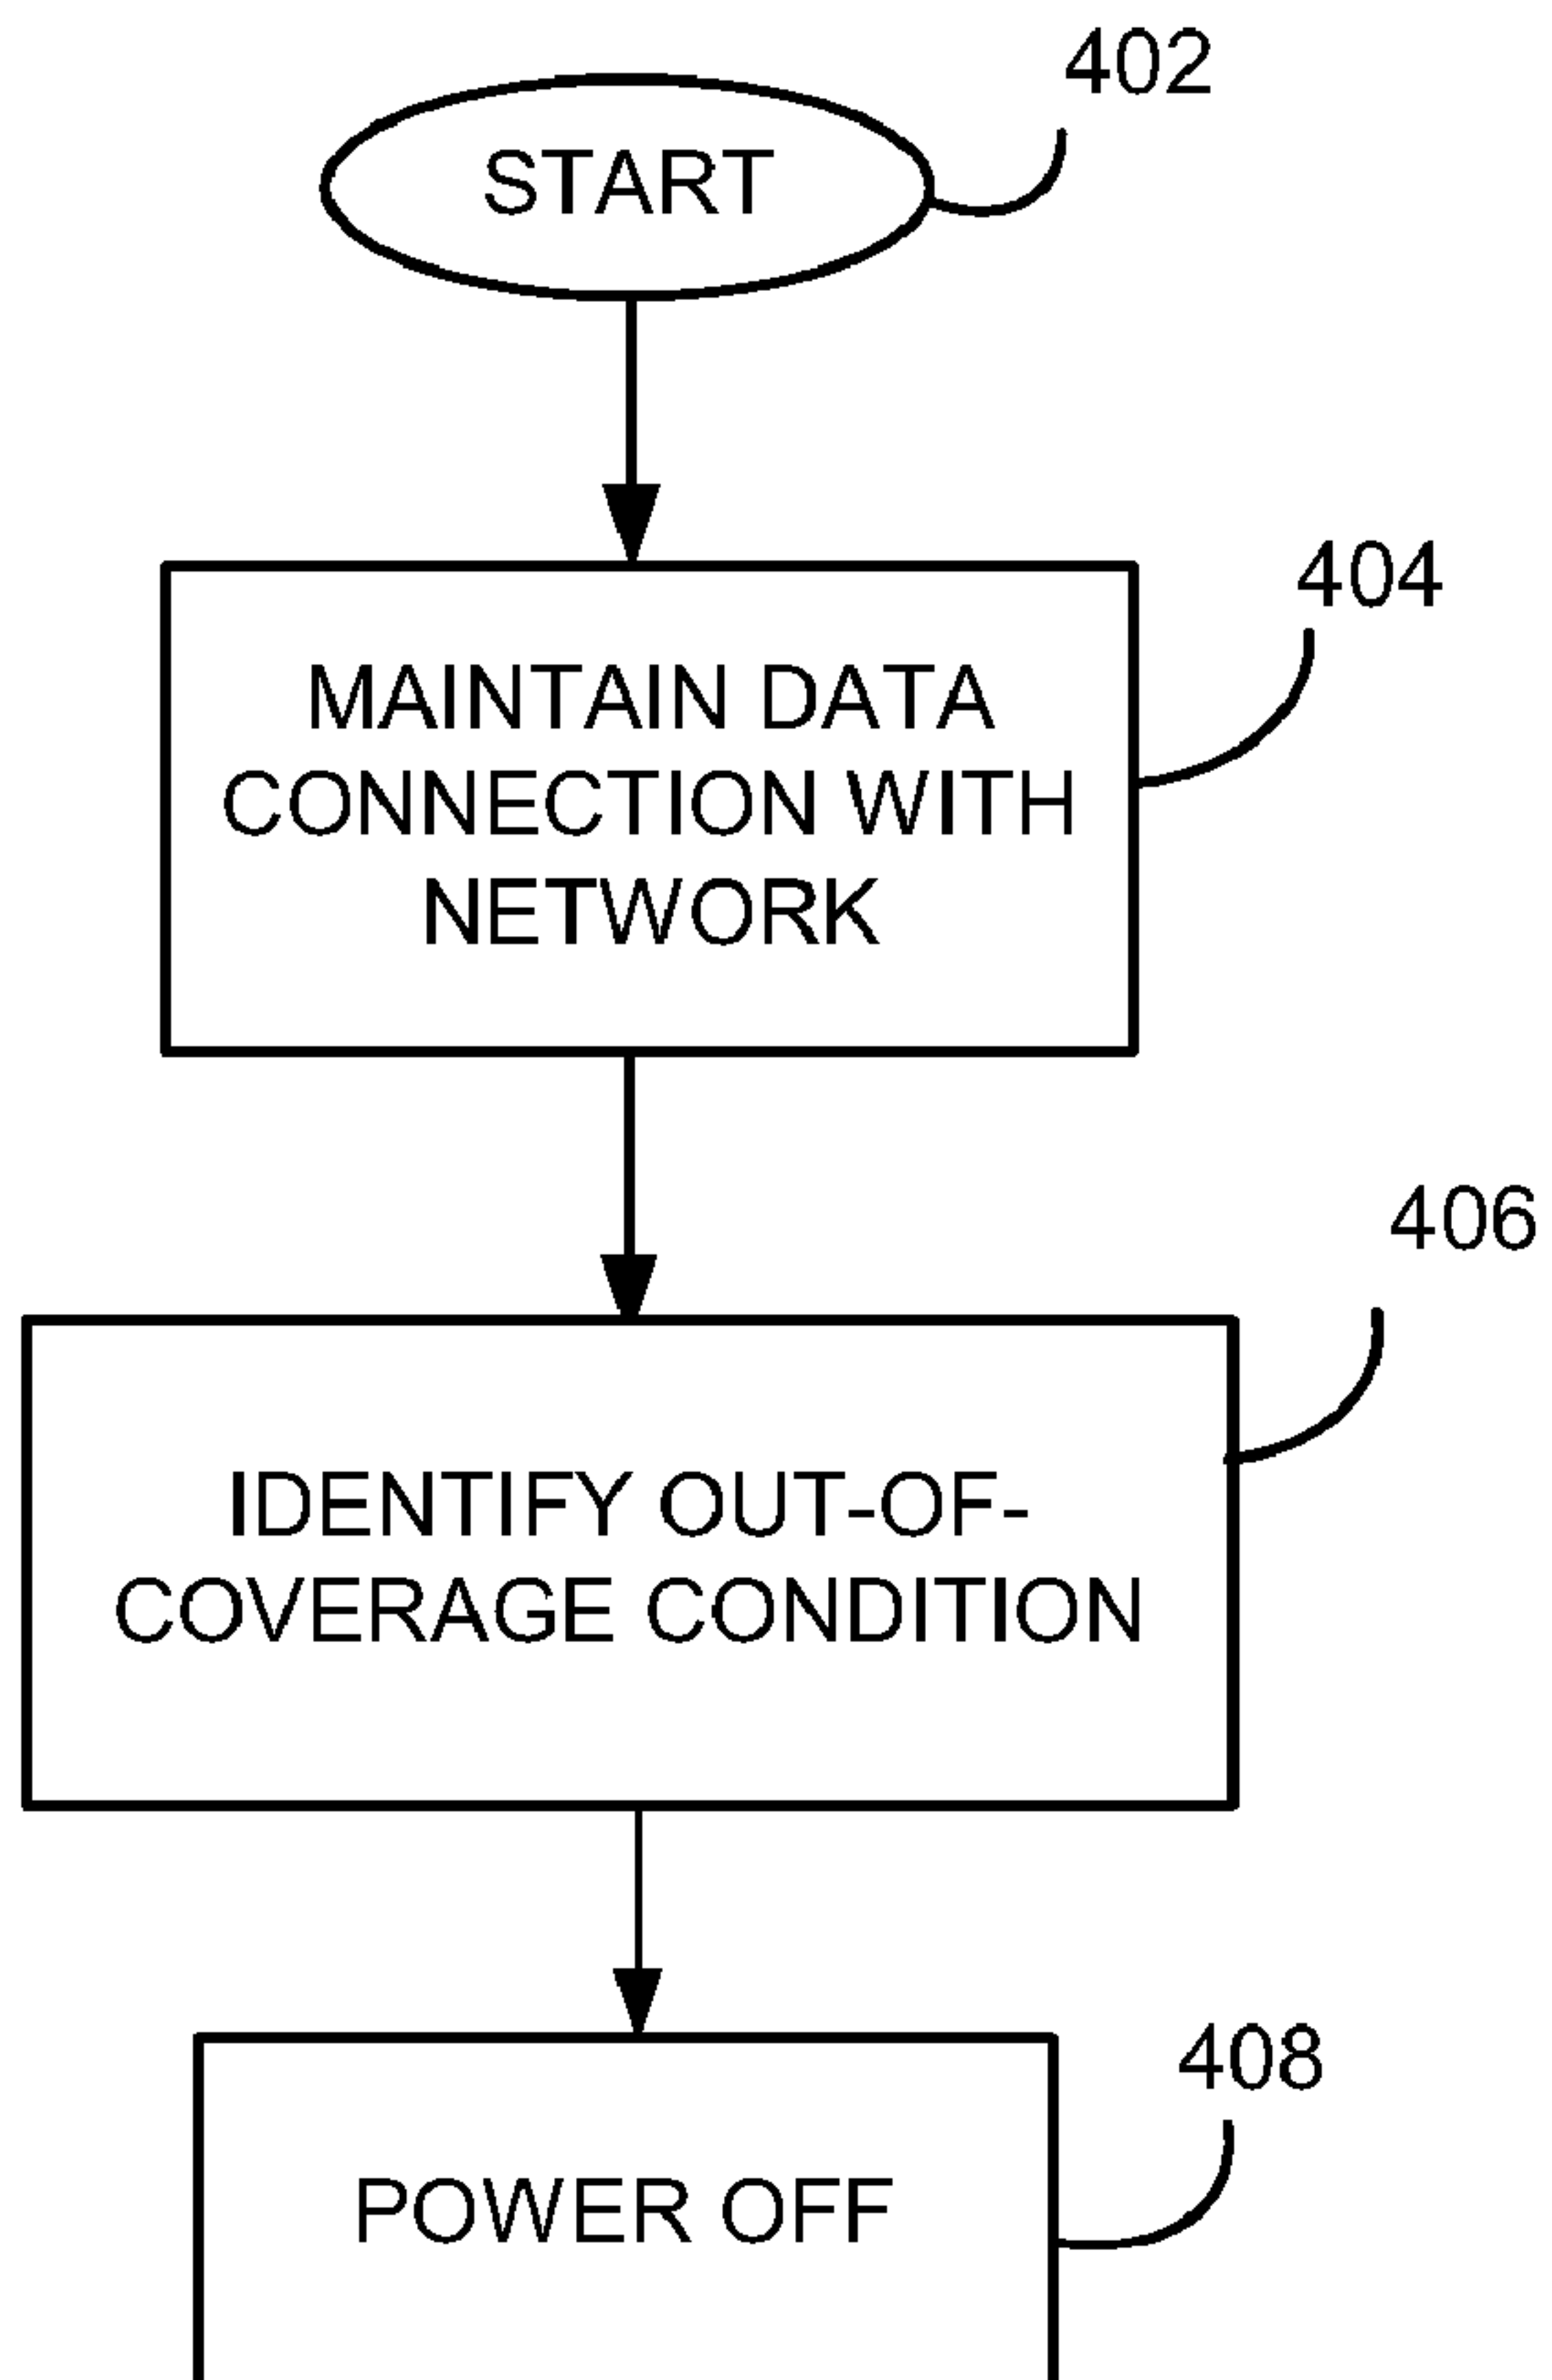 402
START
404
MAINTAIN DATA
CONNECTION WITH
NETWORK
406
IDENTIFY OUT-OF-
COVERAGE CONDITION
408
POWER OFF